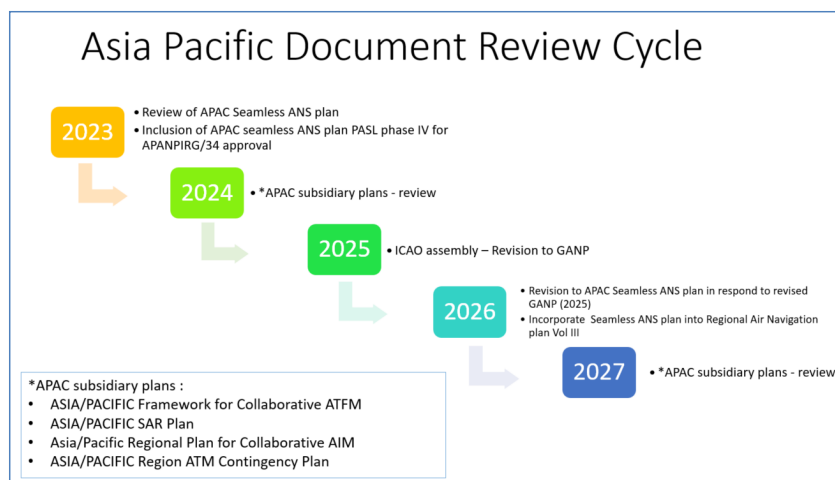 Asia Pacific Document Review Cycle
2023
• Review of APAC Seamless ANS plan
• Inclusion of APAC seamless ANS plan PASL phase IV for
APANPIRG/34 approval
2024
• *APAC subsidiary plans - review
2025
• ICAO assembly – Revision to GANP
2026
• Revision to APAC Seamless ANS plan in respond to revised
GANP (2025)
• Incorporate Seamless ANS plan into Regional Air Navigation
plan Vol III
2027
• *APAC subsidiary plans - review
*APAC subsidiary plans :
• ASIA/PACIFIC Framework for Collaborative ATFM
• ASIA/PACIFIC SAR Plan
• Asia/Pacific Regional Plan for Collaborative AIM
• ASIA/PACIFIC Region ATM Contingency Plan